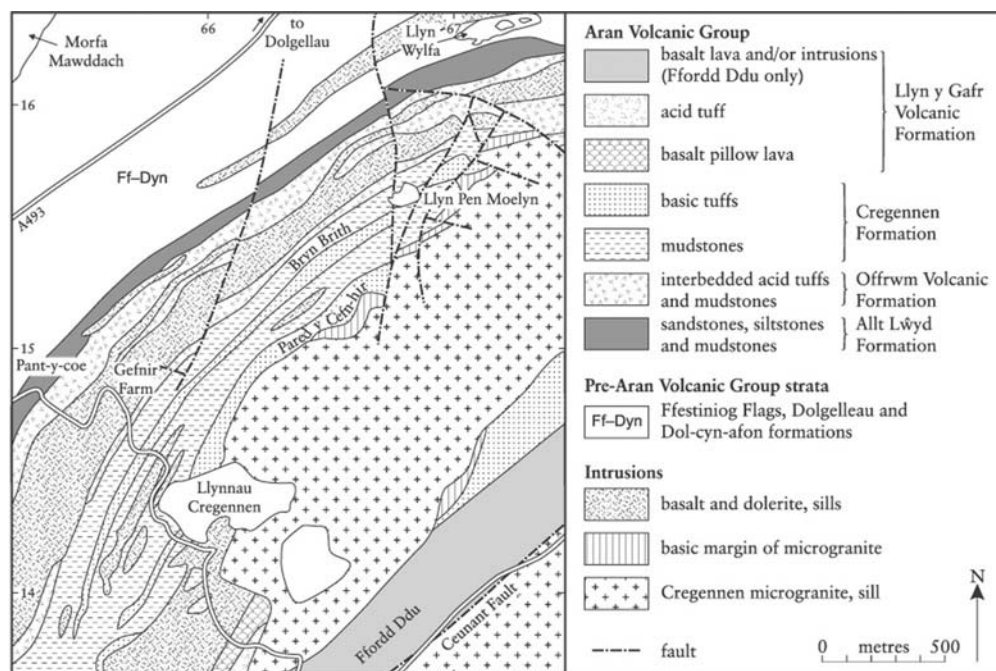 Morfa
Mawddach
66
to
Dolgellau
Llyn
Wylfa
67
16
Ff–Dyn
A493
Llyn Pen Moelyn
Bryn Brith
Pared y Cefn-hir
15
Pant-y-coe
Gefnir
Farm
Llynnau
Cregennen
14
Ffordd Ddu
Ceunant Fault
Aran Volcanic Group
basalt lava and/or intrusions
(Ffordd Ddu only)
acid tuff
basalt pillow lava
Llyn y Gafr
Volcanic
Formation
basic tuffs
mudstones
Cregennen
Formation
interbedded acid tuffs
and mudstones
Offrwm Volcanic
Formation
sandstones, siltstones
and mudstones
Allt Lŵyd
Formation
Pre-Aran Volcanic Group strata
Ff–Dyn
Ffestiniog Flags, Dolgelleau and
Dol-cyn-afon formations
Intrusions
basalt and dolerite, sills
basic margin of microgranite
Cregennen microgranite, sill
fault
N
0 metres 500